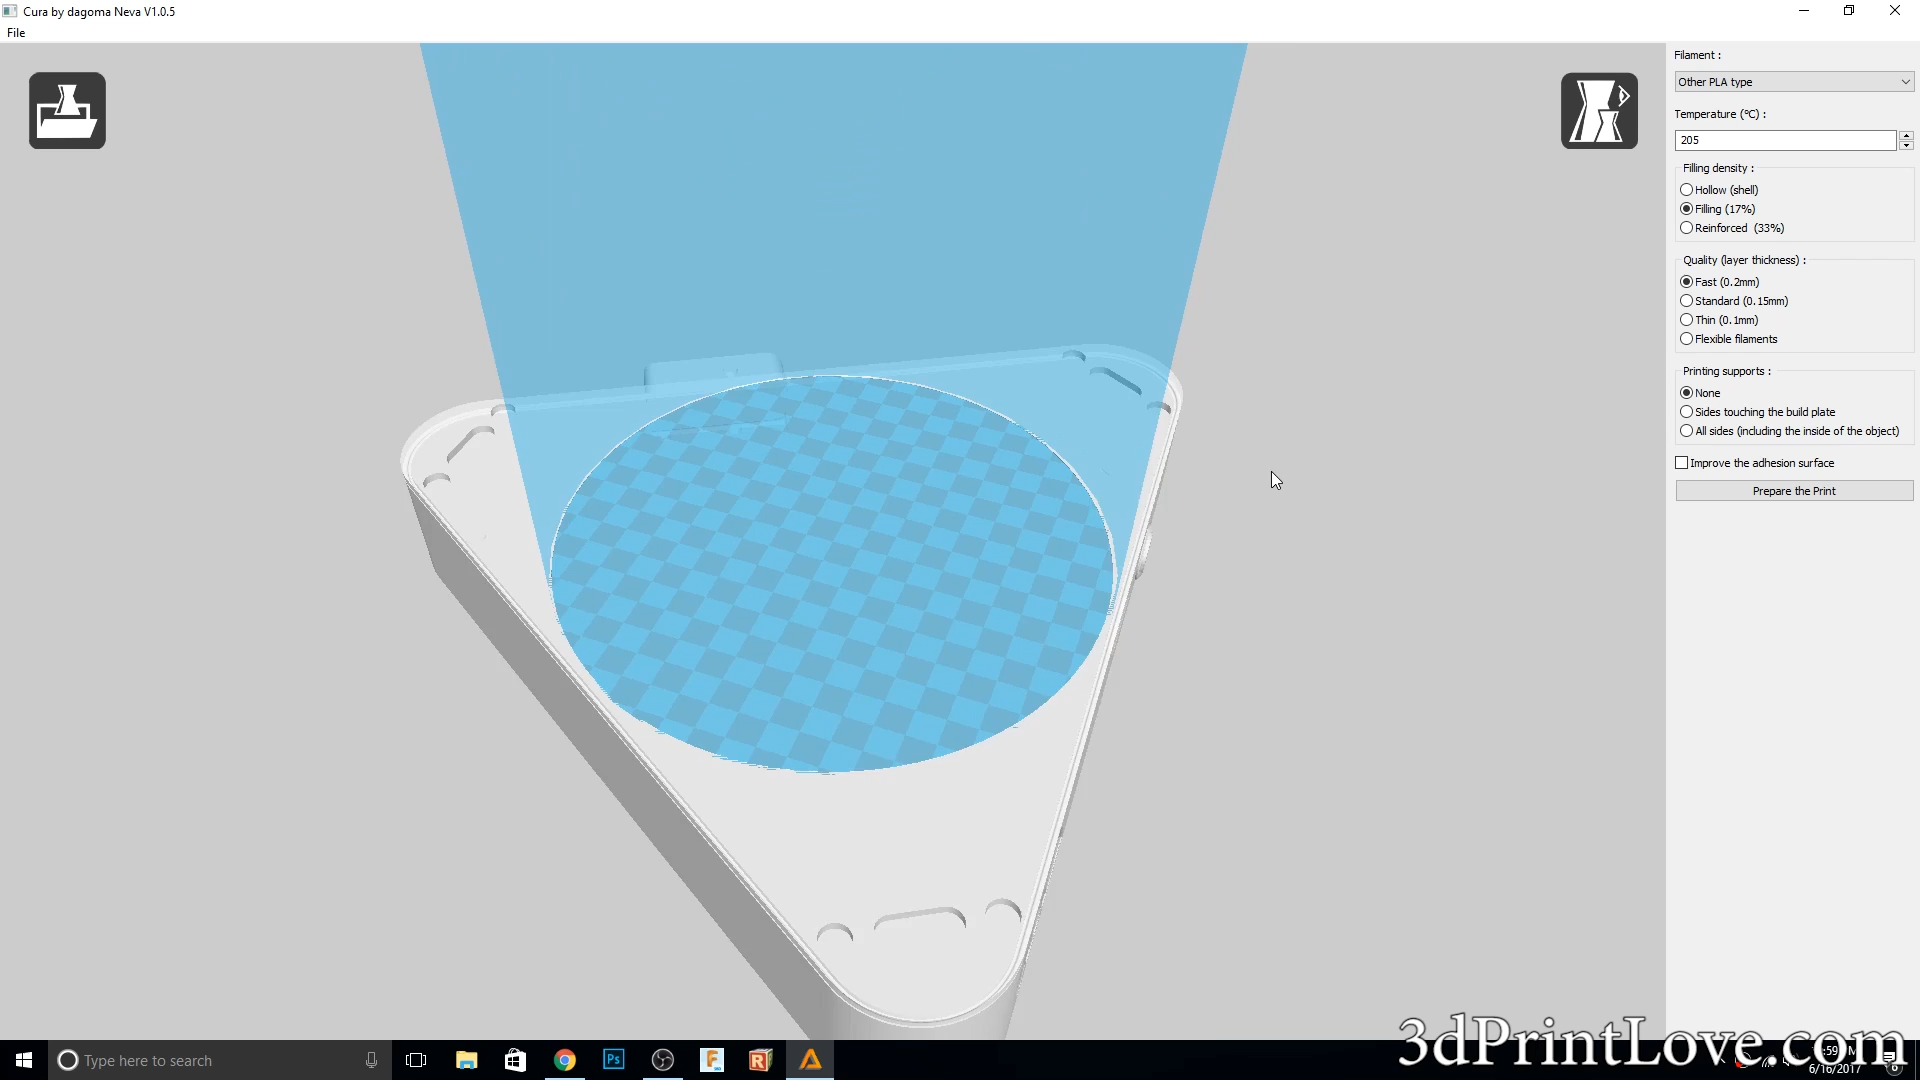 Cura by dagoma Neva V1.0.5
File
Filament :
Other PLA type
Temperature (°C) :
205
Filling density :
Hollow (shell)
Filling (17%)
Reinforced (33%)
Quality (layer thickness) :
Fast (0.2mm)
Standard (0.15mm)
Thin (0.1mm)
Flexible filaments
Printing supports :
None
Sides touching the build plate
All sides (including the inside of the object)
Improve the adhesion surface
Prepare the Print
3dPrintLove.com
Type here to search
Ps
F
R
6/16/2017
6